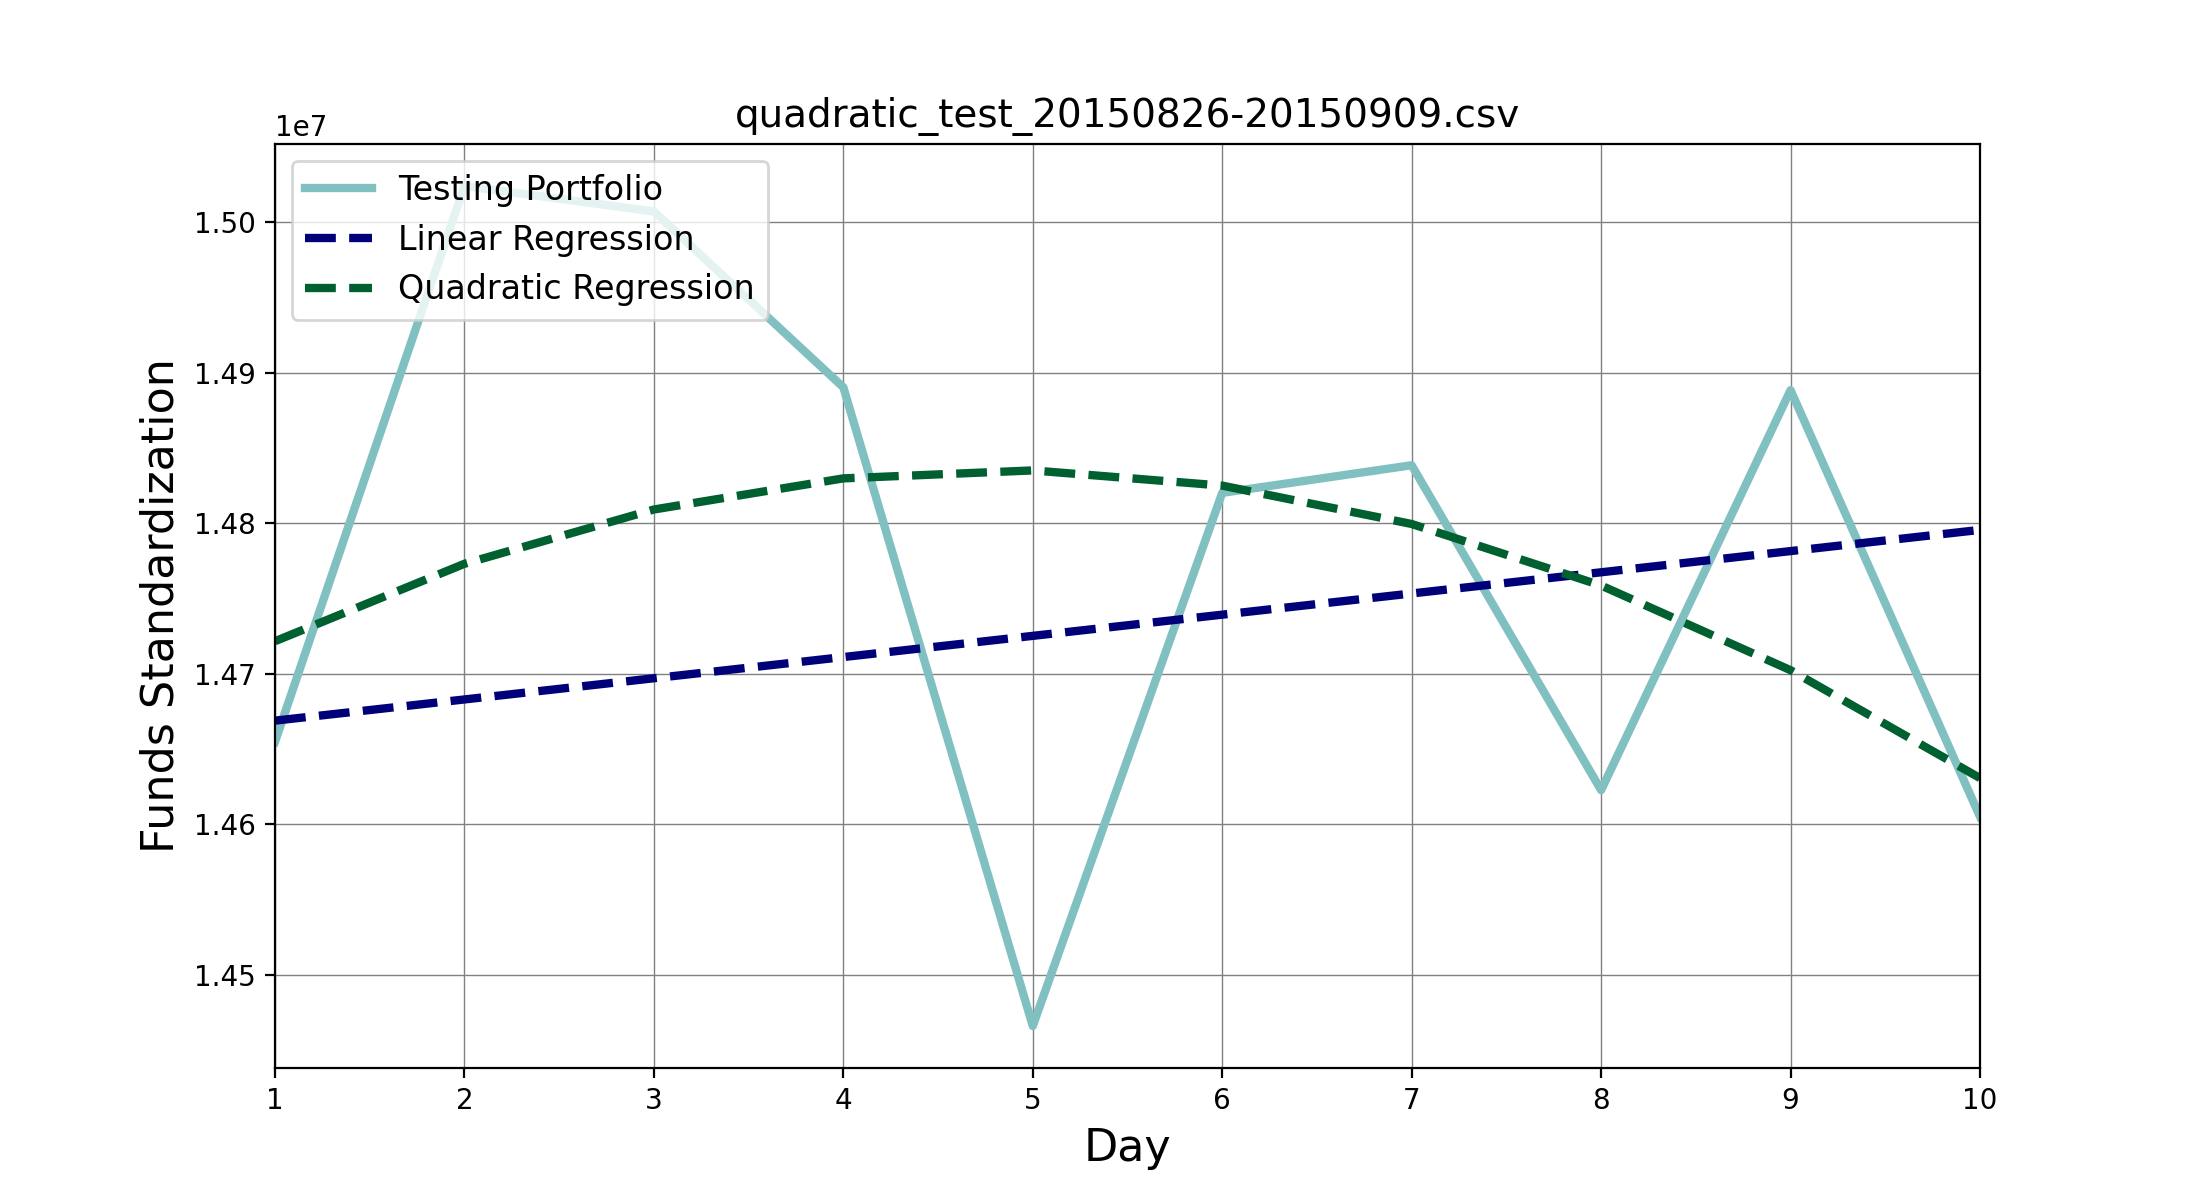 quadratic_test_20150826-20150909.csv
1e7
Testing Portfolio
Linear Regression
Quadratic Regression
Funds Standardization
1.50
1.49
1.48
1.47
1.46
1.45
1 2 3 4 5 6 7 8 9 10
Day